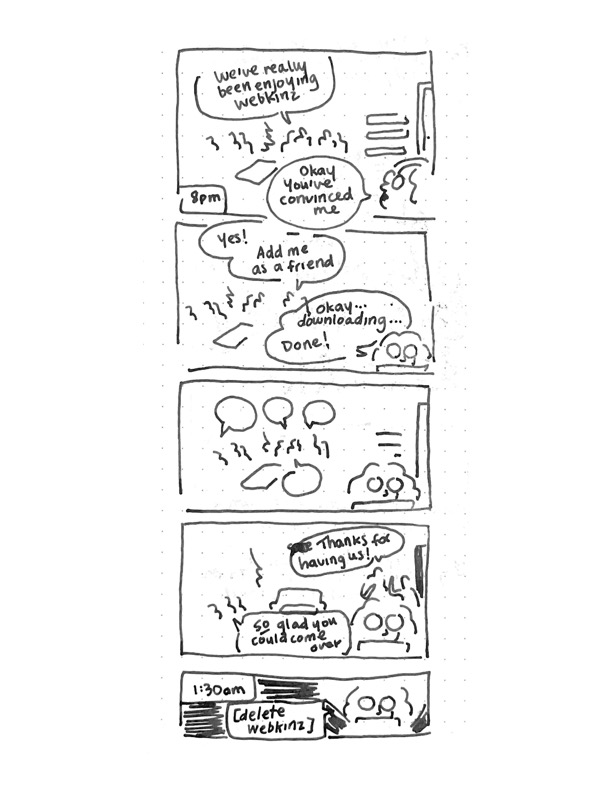 We've really
been enjoying
webkinz
Okay
you've
convinced
me
8pm
Yes!
Add me
as a friend
Okay...
downloading...
Done!
Thanks for
having us!
So glad you
could come
over
1:30am
[delete
webkinz]